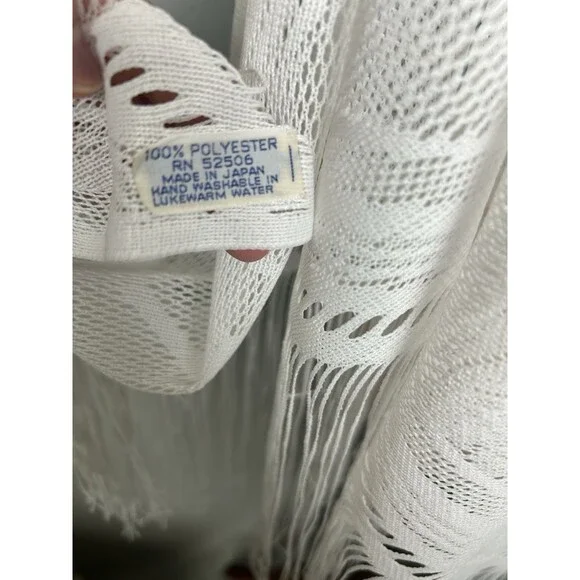 100% POLYESTER
RN 52506
MADE IN JAPAN
HAND WASHABLE IN
LUKEWARM WATER